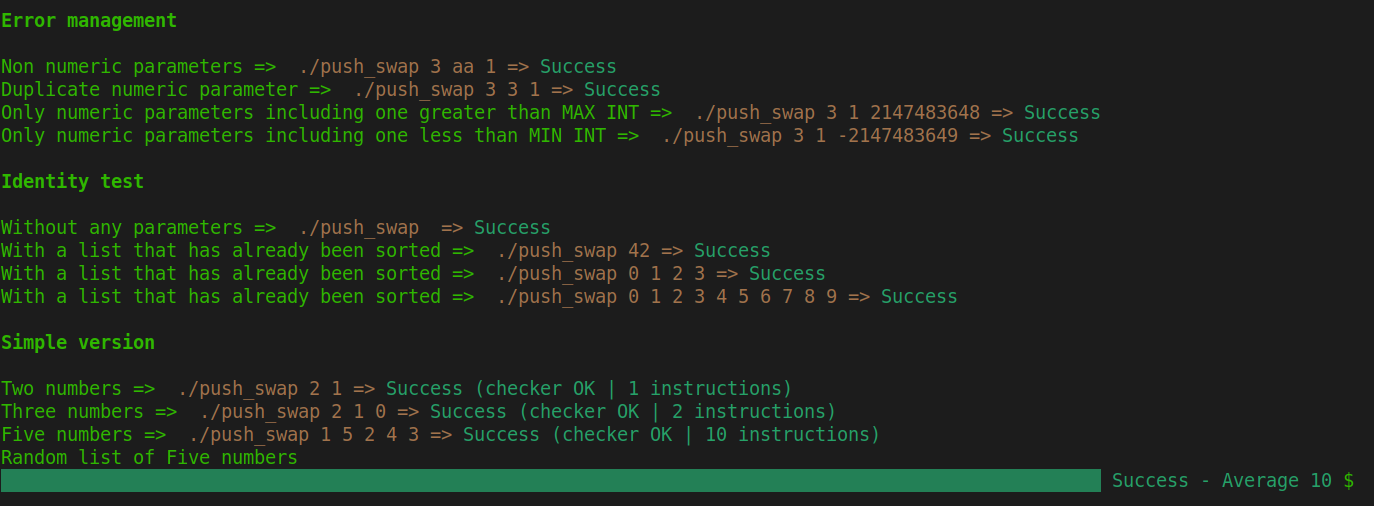 Error management
Non numeric parameters =>  ./push_swap 3 aa 1 => Success
Duplicate numeric parameter =>  ./push_swap 3 3 1 => Success
Only numeric parameters including one greater than MAX INT =>  ./push_swap 3 1 2147483648 => Success
Only numeric parameters including one less than MIN INT =>  ./push_swap 3 1 -2147483649 => Success
Identity test
Without any parameters =>  ./push_swap  => Success
With a list that has already been sorted =>  ./push_swap 42 => Success
With a list that has already been sorted =>  ./push_swap 0 1 2 3 => Success
With a list that has already been sorted =>  ./push_swap 0 1 2 3 4 5 6 7 8 9 => Success
Simple version
Two numbers =>  ./push_swap 2 1 => Success (checker OK | 1 instructions)
Three numbers =>  ./push_swap 2 1 0 => Success (checker OK | 2 instructions)
Five numbers =>  ./push_swap 1 5 2 4 3 => Success (checker OK | 10 instructions)
Random list of Five numbers
Success - Average 10 $